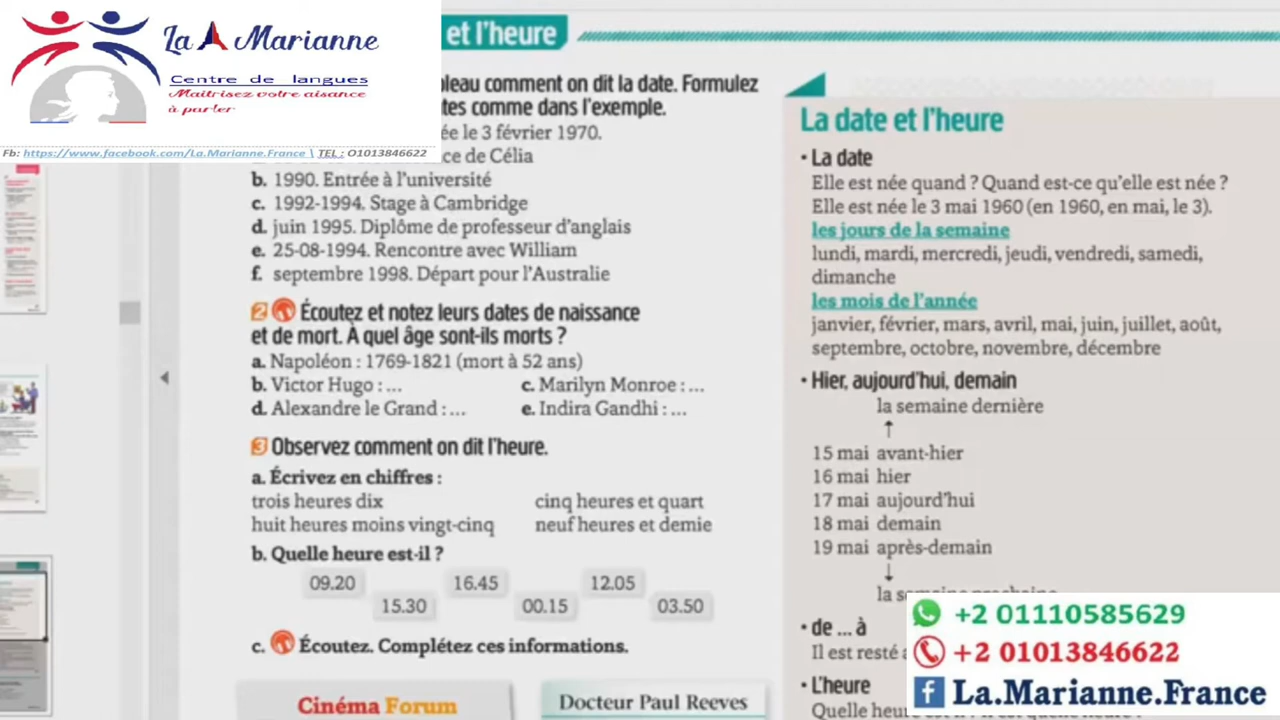 La Marianne
Centre de langues
Maitrisez votre aisance
à parler
Fb: https://www.facebook.com/La.Marianne.France \ TEL : O1013846622
et l'heure
comment on dit la date. Formulez
comme dans l'exemple.
le 3 février 1970.
de Célia
b. 1990. Entrée à l'université
c. 1992-1994. Stage à Cambridge
d. juin 1995. Diplôme de professeur d'anglais
e. 25-08-1994. Rencontre avec William
f. septembre 1998. Départ pour l'Australie
2 Écoutez et notez leurs dates de naissance
et de mort. À quel âge sont-ils morts ?
a. Napoléon : 1769-1821 (mort à 52 ans)
b. Victor Hugo : ... c. Marilyn Monroe : ...
d. Alexandre le Grand : ... e. Indira Gandhi : ...
3 Observez comment on dit l'heure.
a. Écrivez en chiffres :
trois heures dix cinq heures et quart
huit heures moins vingt-cinq neuf heures et demie
b. Quelle heure est-il ?
09.20 16.45 12.05
15.30 00.15 03.50
c. Écoutez. Complétez ces informations.
Cinéma Forum
Docteur Paul Reeves
La date et l'heure
• La date
Elle est née quand ? Quand est-ce qu'elle est née ?
Elle est née le 3 mai 1960 (en 1960, en mai, le 3).
les jours de la semaine
lundi, mardi, mercredi, jeudi, vendredi, samedi,
dimanche
les mois de l'année
janvier, février, mars, avril, mai, juin, juillet, août,
septembre, octobre, novembre, décembre
• Hier, aujourd'hui, demain
la semaine dernière
↑
15 mai avant-hier
16 mai hier
17 mai aujourd'hui
18 mai demain
19 mai après-demain
↓
la
• de ... à
Il est resté
• L'heure
Quelle
+2 01110585629
+2 01013846622
La.Marianne.France